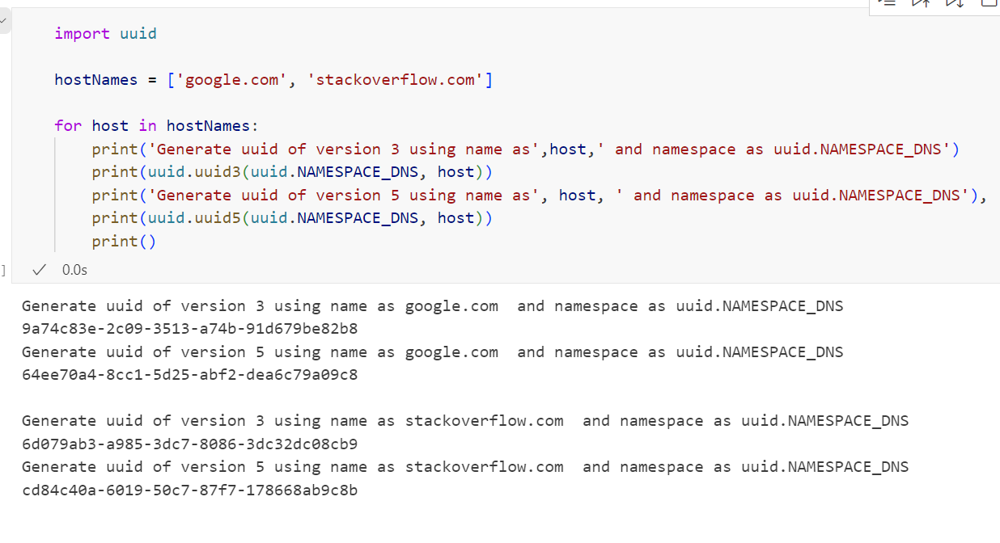 import uuid
hostNames = ['google.com', 'stackoverflow.com']
for host in hostNames:
print('Generate uuid of version 3 using name as',host,' and namespace as uuid.NAMESPACE_DNS')
print(uuid.uuid3(uuid.NAMESPACE_DNS, host))
print('Generate uuid of version 5 using name as', host, ' and namespace as uuid.NAMESPACE_DNS'),
print(uuid.uuid5(uuid.NAMESPACE_DNS, host))
print()
] 0.0s
Generate uuid of version 3 using name as google.com  and namespace as uuid.NAMESPACE_DNS
9a74c83e-2c09-3513-a74b-91d679be82b8
Generate uuid of version 5 using name as google.com  and namespace as uuid.NAMESPACE_DNS
64ee70a4-8cc1-5d25-abf2-dea6c79a09c8
Generate uuid of version 3 using name as stackoverflow.com  and namespace as uuid.NAMESPACE_DNS
6d079ab3-a985-3dc7-8086-3dc32dc08cb9
Generate uuid of version 5 using name as stackoverflow.com  and namespace as uuid.NAMESPACE_DNS
cd84c40a-6019-50c7-87f7-178668ab9c8b